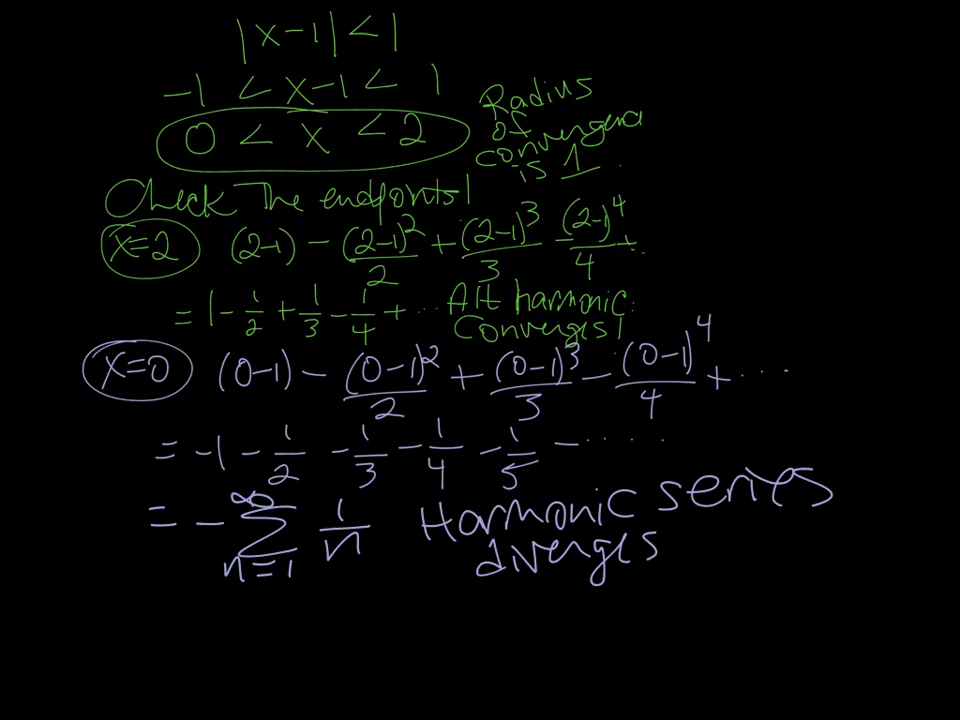 |x-1| < 1
-1 < x-1 < 1
0 < x < 2
Radius
of
convergence
is 1.
Check The endpoints!
x=2 (2-1) - (2-1)²/2 + (2-1)³/3 - (2-1)⁴/4 + ..
= 1 - 1/2 + 1/3 - 1/4 + ... Alt harmonic.
Converges!
x=0 (0-1) - (0-1)²/2 + (0-1)³/3 - (0-1)⁴/4 + ....
= -1 - 1/2 - 1/3 - 1/4 - 1/5 - .....
= - ∑_{n=1}^{∞} 1/n Harmonic series
diverges